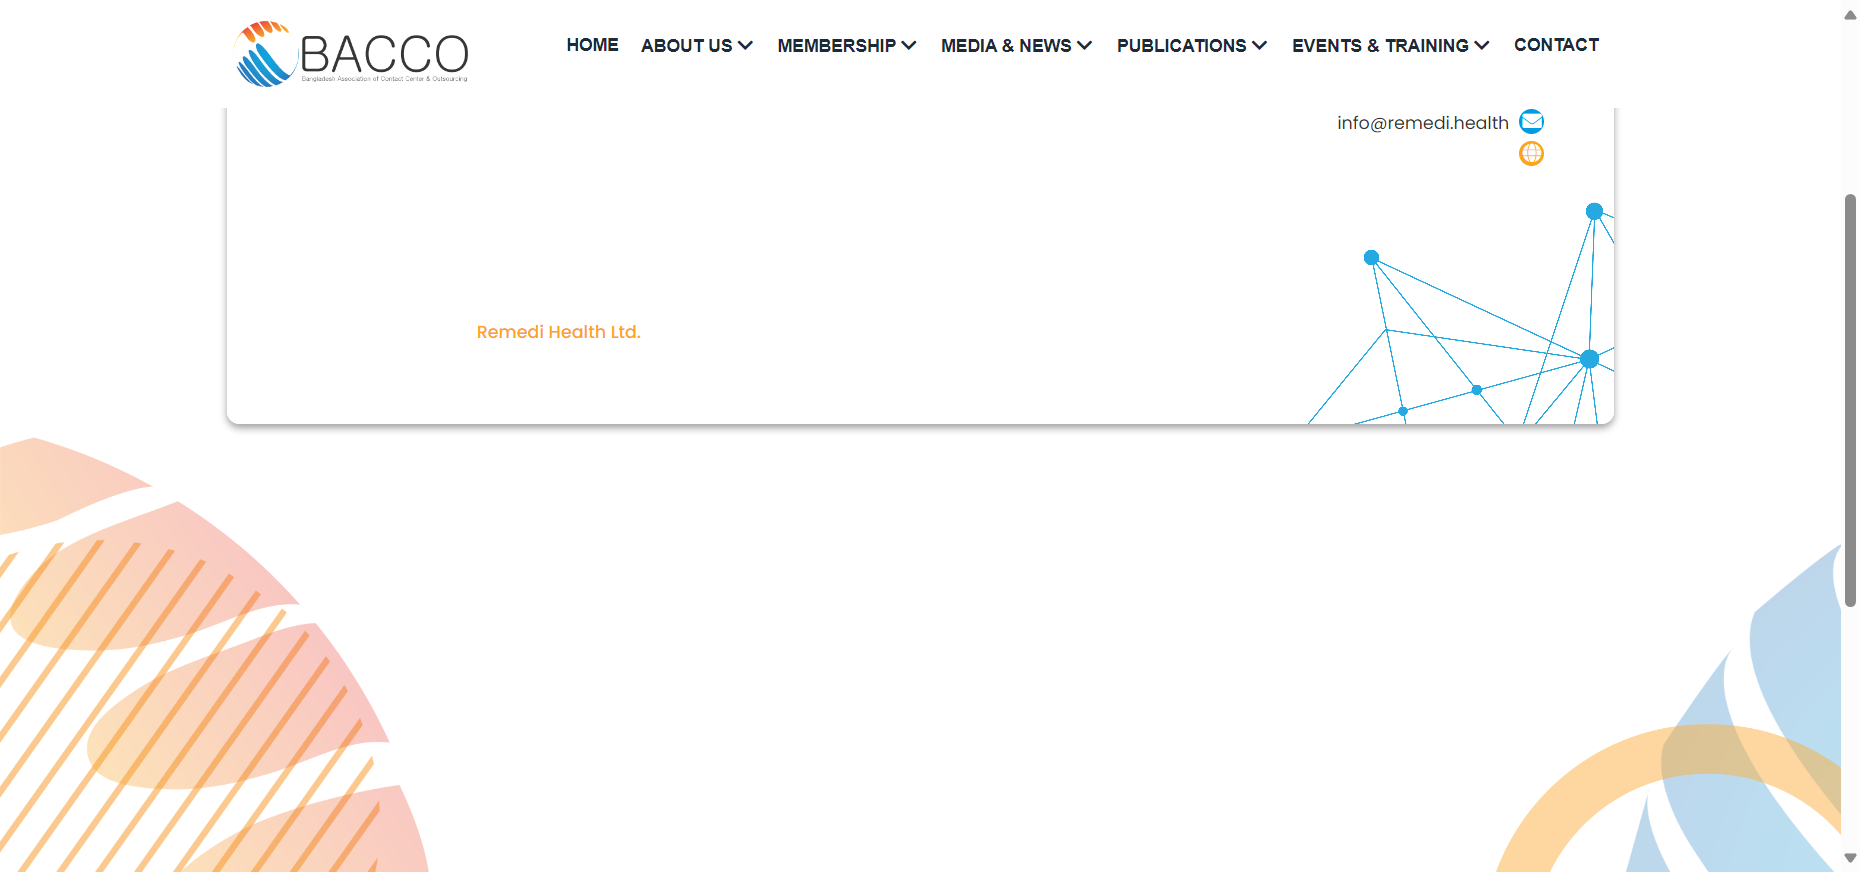 BACCO
Bangladesh Association of Contact Center & Outsourcing
HOME
ABOUT US
MEMBERSHIP
MEDIA & NEWS
PUBLICATIONS
EVENTS & TRAINING
CONTACT
info@remedi.health
Remedi Health Ltd.